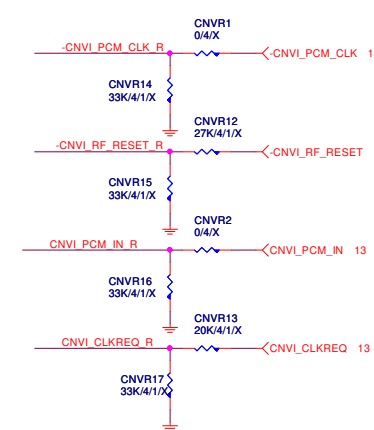 CNVR1
0/4/X
-CNVI_PCM_CLK_R
-CNVI_PCM_CLK 1
CNVR14
33K/4/1/X
CNVR12
27K/4/1/X
-CNVI_RF_RESET_R
-CNVI_RF_RESET
CNVR15
33K/4/1/X
CNVR2
0/4/X
CNVI_PCM_IN_R
CNVI_PCM_IN 13
CNVR16
33K/4/1/X
CNVR13
20K/4/1/X
CNVI_CLKREQ_R
CNVI_CLKREQ 13
CNVR17
33K/4/1/X